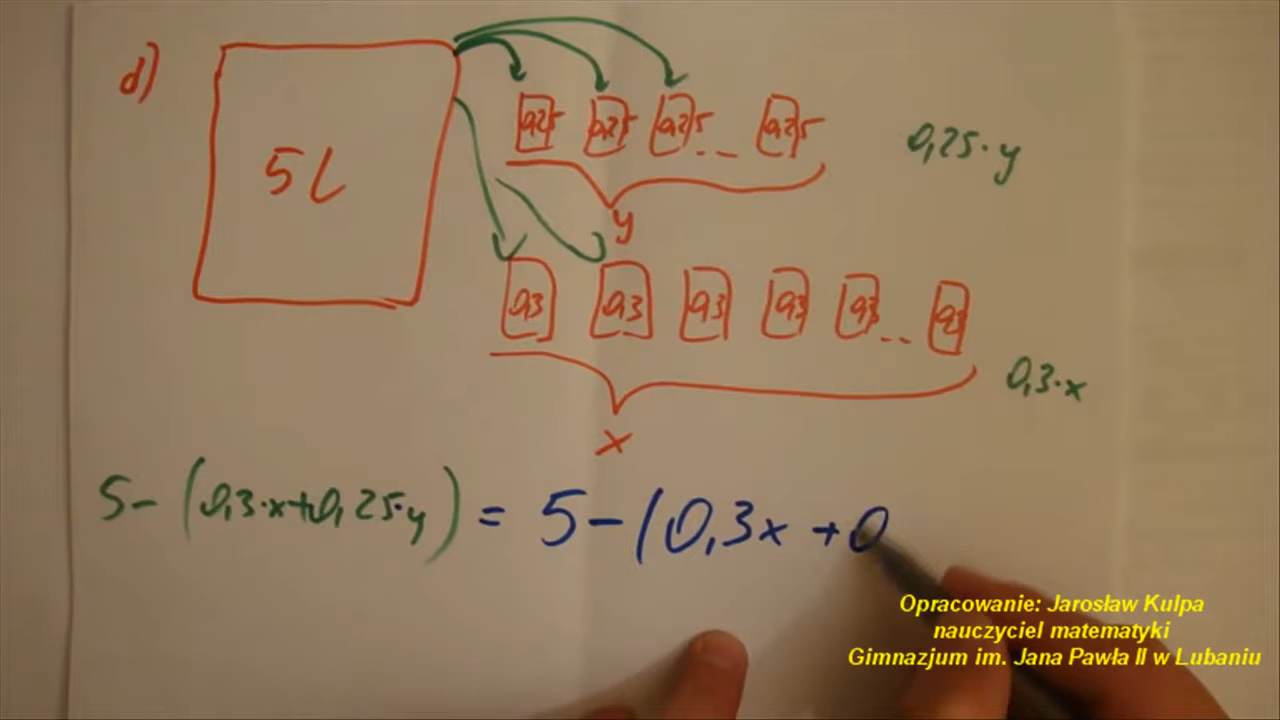 d)
5l
0,25 0,25 0,25 ... 0,25
0,25·y
y
0,3 0,3 0,3 0,3 0,3 ... 0,3
0,3·x
x
5-(0,3·x+0,25·y) = 5-(0,3x+0
Opracowanie: Jarosław Kulpa
nauczyciel matematyki
Gimnazjum im. Jana Pawła II w Lubaniu